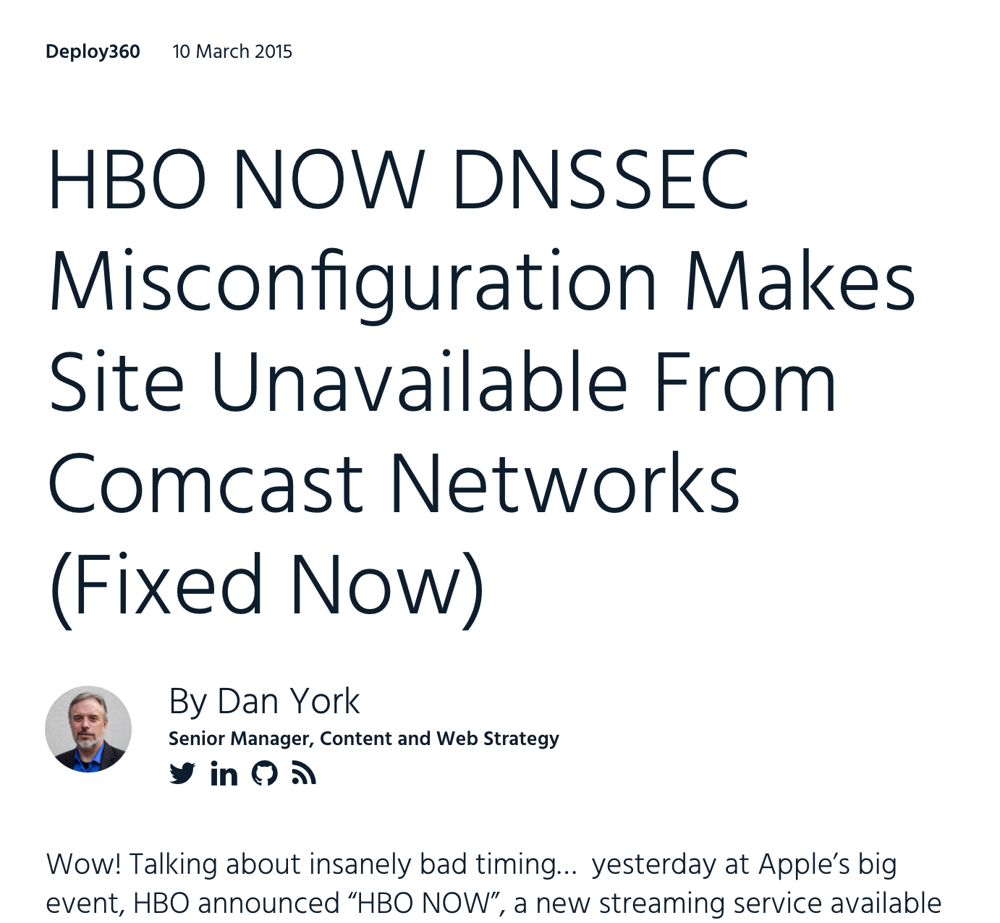 Deploy360 10 March 2015
HBO NOW DNSSEC
Misconfiguration Makes
Site Unavailable From
Comcast Networks
(Fixed Now)
By Dan York
Senior Manager, Content and Web Strategy
Wow! Talking about insanely bad timing…  yesterday at Apple’s big
event, HBO announced “HBO NOW”, a new streaming service available